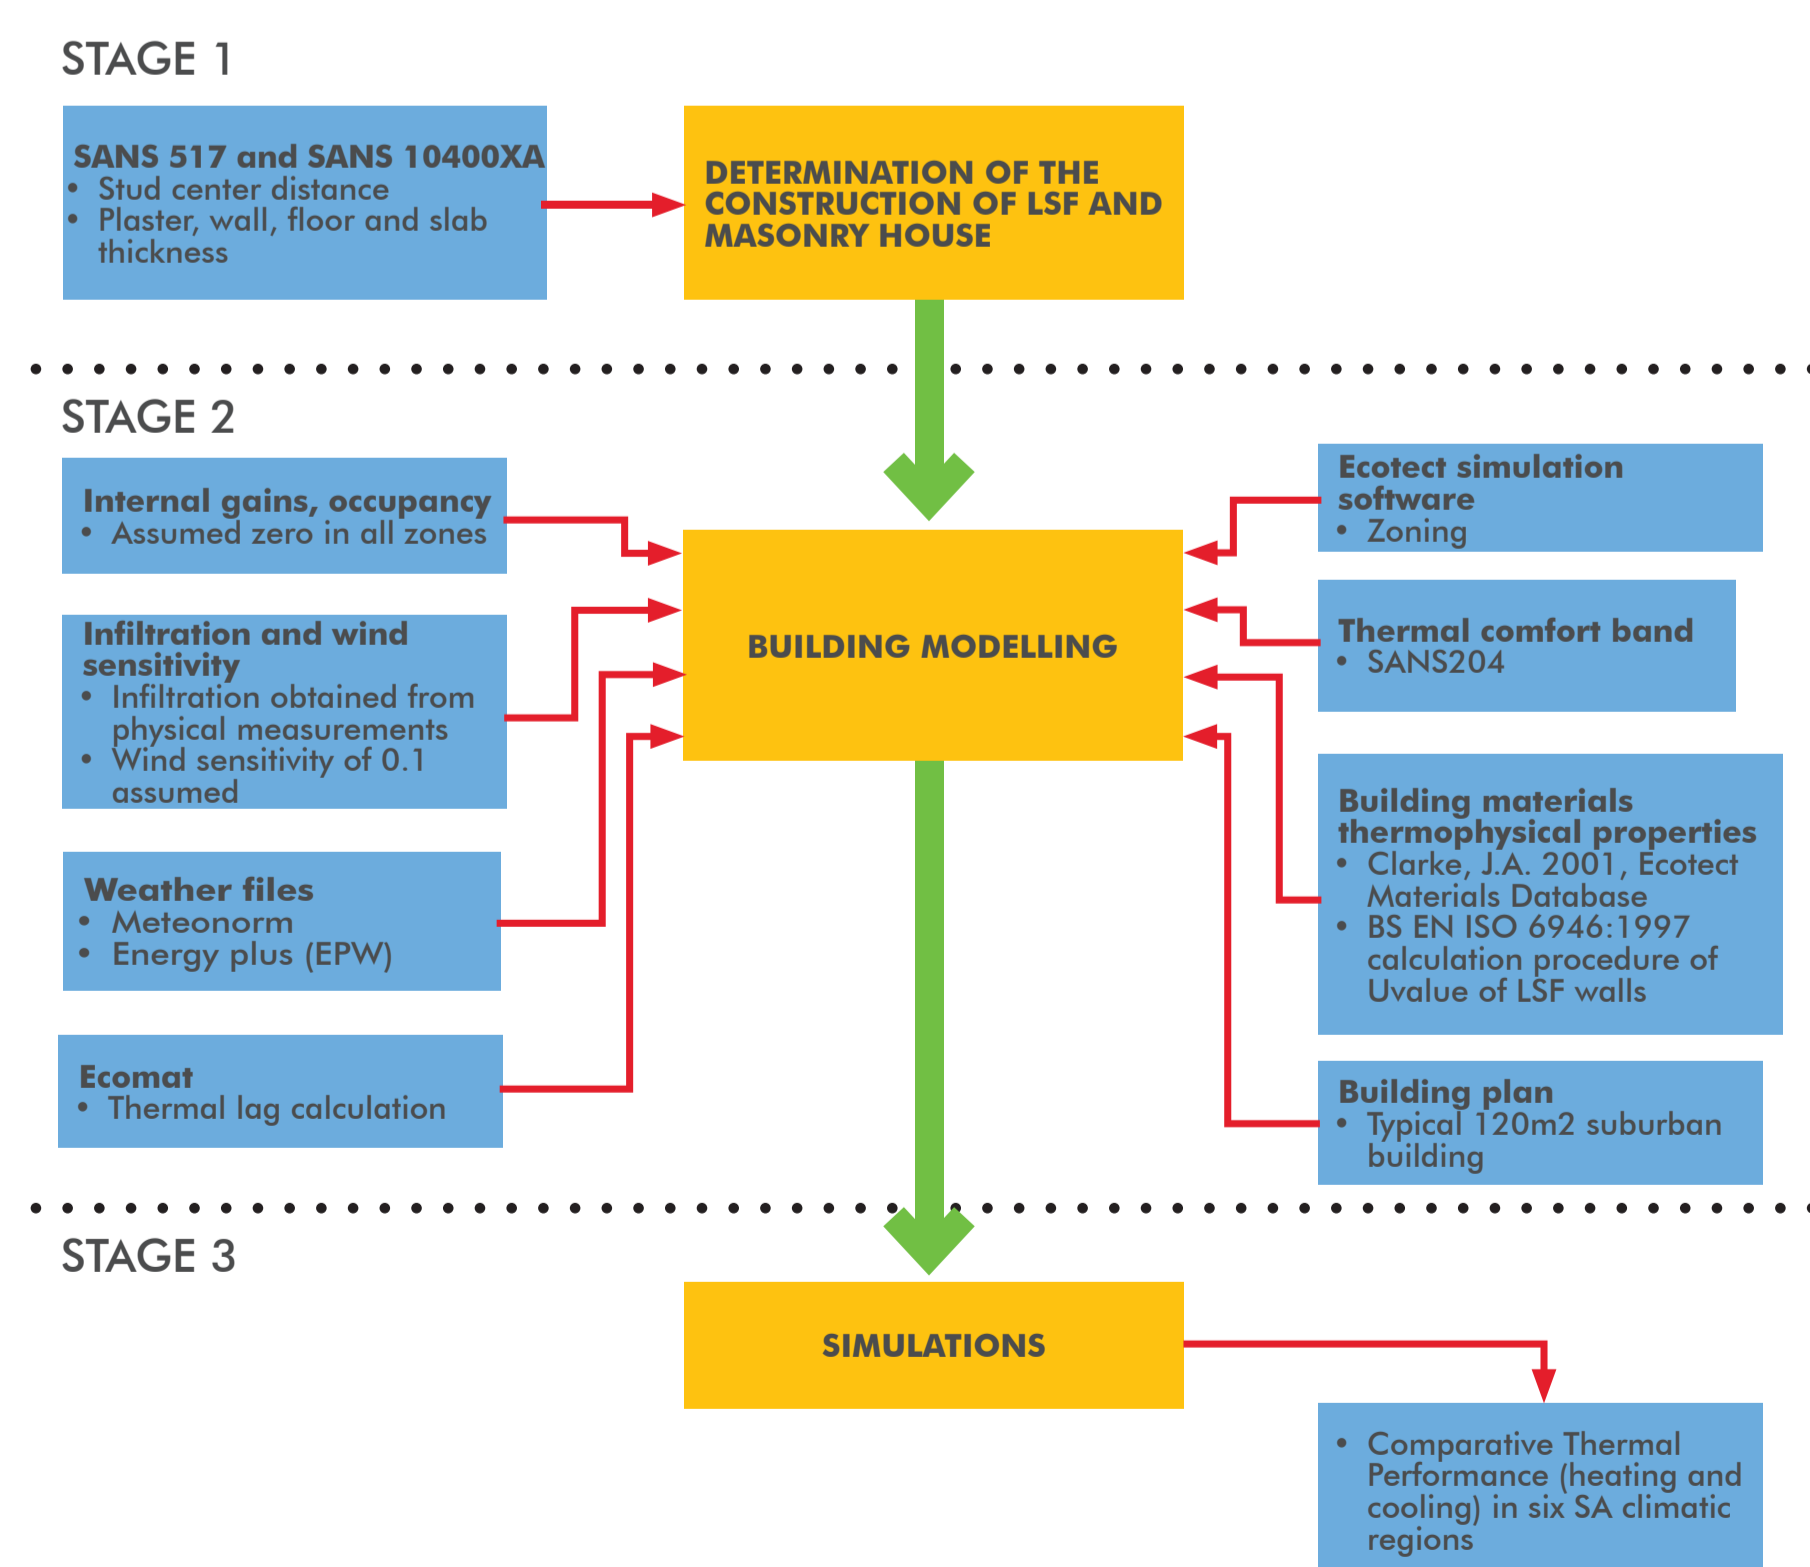 STAGE 1
SANS 517 and SANS 10400XA
• Stud center distance
• Plaster, wall, floor and slab
thickness
DETERMINATION OF THE
CONSTRUCTION OF LSF AND
MASONRY HOUSE
STAGE 2
Internal gains, occupancy
• Assumed zero in all zones
Infiltration and wind
sensitivity
• Infiltration obtained from
physical measurements
• Wind sensitivity of 0.1
assumed
Weather files
• Meteonorm
• Energy plus (EPW)
Ecomat
• Thermal lag calculation
BUILDING MODELLING
Ecotect simulation
software
• Zoning
Thermal comfort band
• SANS204
Building materials
thermophysical properties
• Clarke, J.A. 2001, Ecotect
Materials Database
• BS EN ISO 6946:1997
calculation procedure of
Uvalue of LSF walls
Building plan
• Typical 120m2 suburban
building
STAGE 3
SIMULATIONS
• Comparative Thermal
Performance (heating and
cooling) in six SA climatic
regions